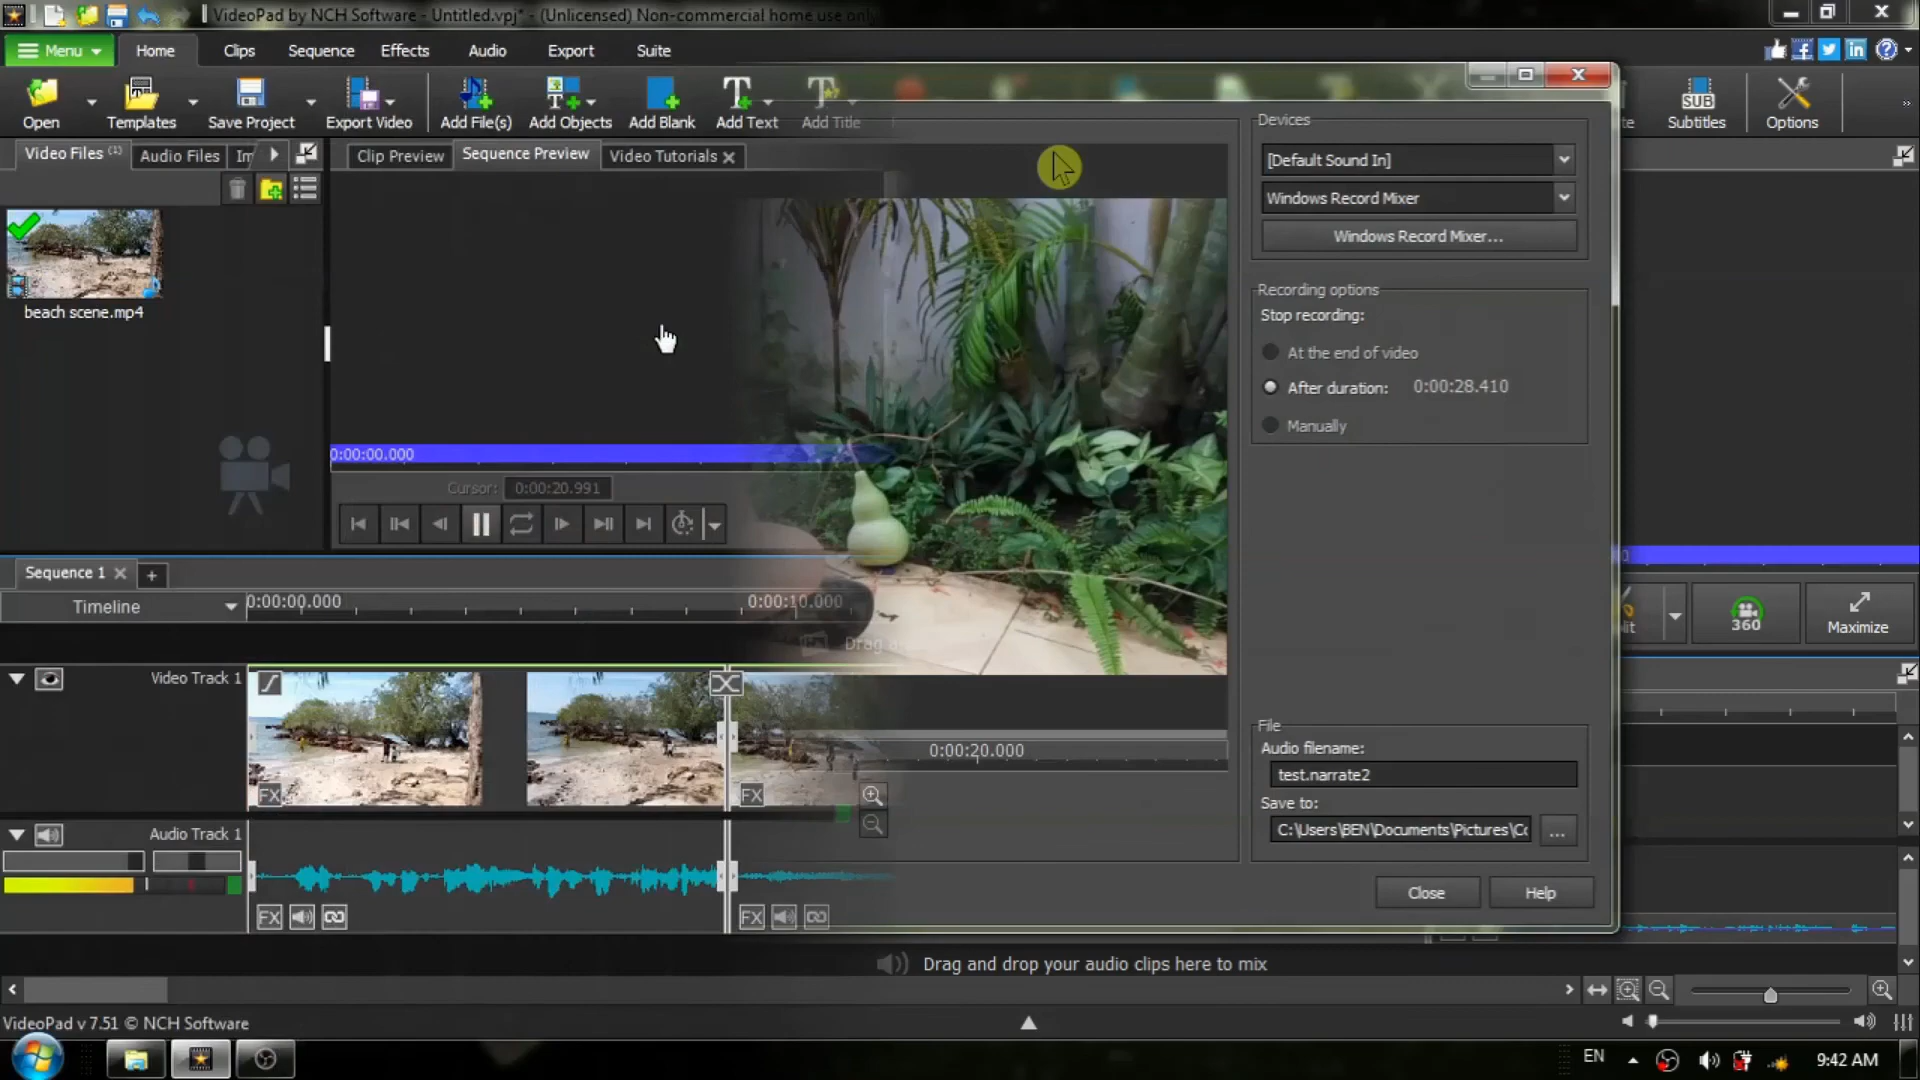 VideoPad by NCH Software - Untitled.vpj* - (Unlicensed) Non-commercial home use only
Menu Home Clips Sequence Effects Audio Export Suite
Open Templates Save Project Export Video Add File(s) Add Objects Add Blank Add Text Add Title
SUB
Subtitles Options
Video Files (1) Audio Files
Clip Preview Sequence Preview Video Tutorials
beach scene.mp4
0:00:00.000
Cursor: 0:00:20.991
Devices
[Default Sound In]
Windows Record Mixer
Windows Record Mixer...
Recording options
Stop recording:
At the end of video
After duration: 0:00:28.410
Manually
Sequence 1
Timeline 0:00:00.000 0:00:10.000
360 Maximize
Drag a
Video Track 1
FX FX
0:00:20.000
File
Audio filename:
test.narrate2
Save to:
C:\Users\BEN\Documents\Pictures\Cc ...
Close Help
Audio Track 1
FX FX
Drag and drop your audio clips here to mix
VideoPad v 7.51 © NCH Software
EN 9:42 AM